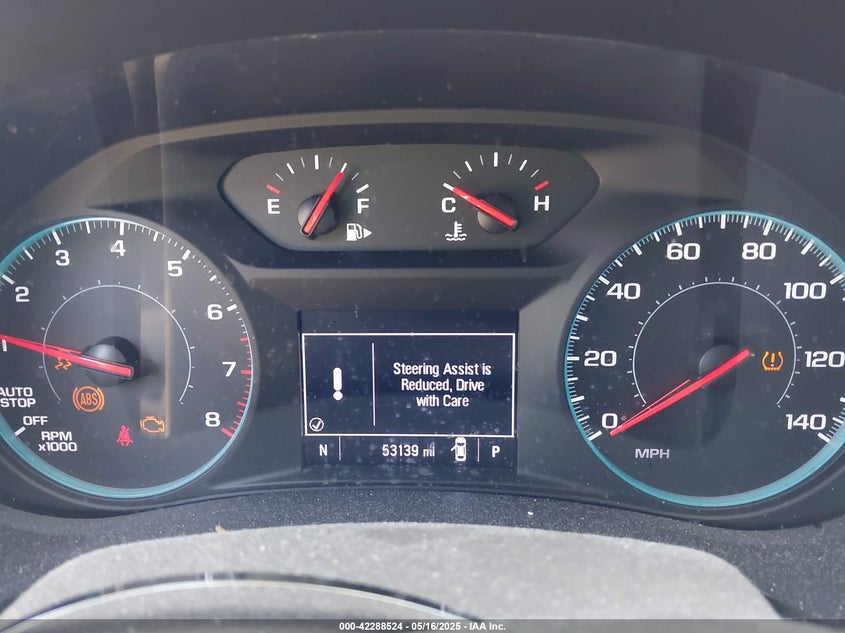 E F
C H
1 2 3 4 5 6 7 8
AUTO
STOP
OFF
RPM
x1000
ABS
Steering Assist is
Reduced, Drive
with Care
N 53139 mi P
0 20 40 60 80 100 120 140
MPH
000-42288524 - 05/16/2025 - IAA Inc.